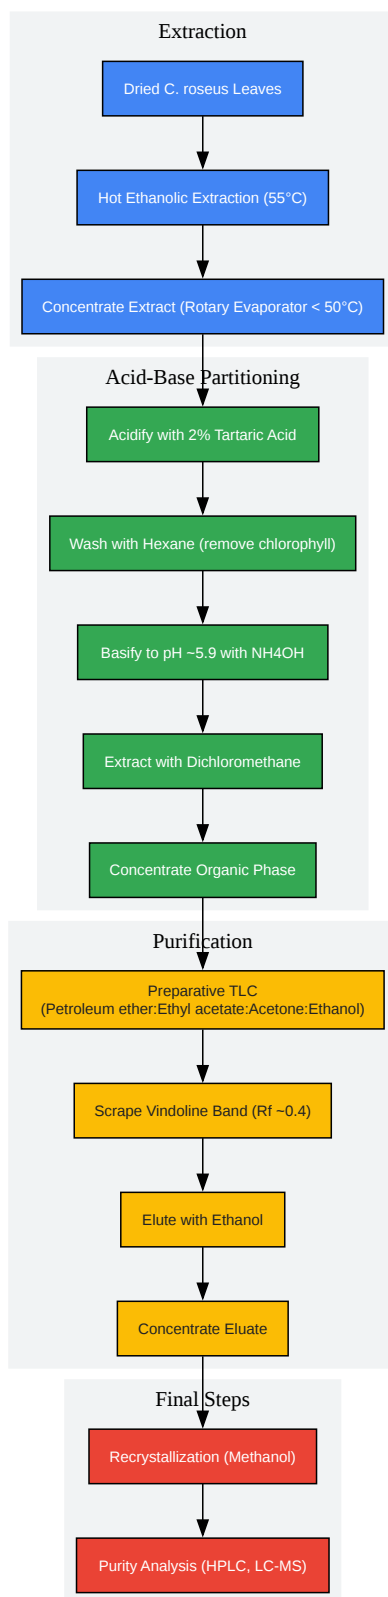 Extraction
Dried C. roseus Leaves
Hot Ethanolic Extraction (55°C)
Concentrate Extract (Rotary Evaporator < 50°C)
Acid-Base Partitioning
Acidify with 2% Tartaric Acid
Wash with Hexane (remove chlorophyll)
Basify to pH ~5.9 with NH4OH
Extract with Dichloromethane
Concentrate Organic Phase
Purification
Preparative TLC
(Petroleum ether:Ethyl acetate:Acetone:Ethanol)
Scrape Vindoline Band (Rf ~0.4)
Elute with Ethanol
Concentrate Eluate
Final Steps
Recrystallization (Methanol)
Purity Analysis (HPLC, LC-MS)